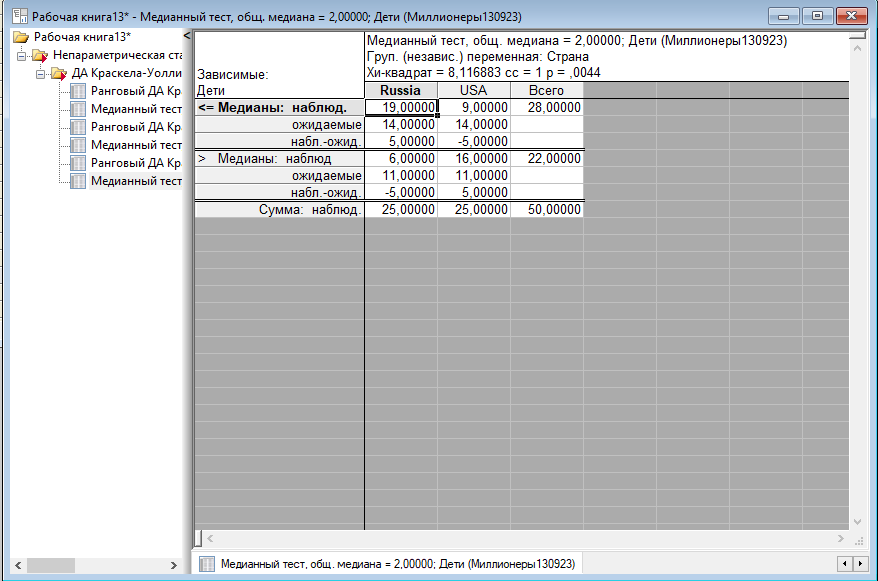 Рабочая книга13* - Медианный тест, общ. медиана = 2,00000; Дети (Миллионеры130923)
Рабочая книга13*
Непараметрическая ста
ДА Краскела-Уолли
Ранговый ДА Кр
Медианный тест
Ранговый ДА Кр
Медианный тест
Ранговый ДА Кр
Медианный тест
Зависимые:
Дети
Медианный тест, общ. медиана = 2,00000; Дети (Миллионеры130923)
Груп. (независ.) переменная: Страна
Хи-квадрат = 8,116883 сс = 1 p = ,0044
Russia USA Всего
<= Медианы: наблюд. 19,00000 9,00000 28,00000
ожидаемые 14,00000 14,00000
набл.-ожид. 5,00000 -5,00000
> Медианы: наблюд 6,00000 16,00000 22,00000
ожидаемые 11,00000 11,00000
набл.-ожид. -5,00000 5,00000
Сумма: наблюд. 25,00000 25,00000 50,00000
Медианный тест, общ. медиана = 2,00000; Дети (Миллионеры130923)